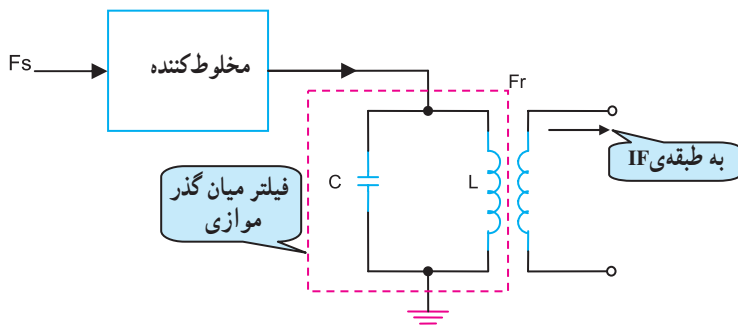 Fs
مخلوط‌کننده
Fr
C
L
به طبقه‌ی IF
فیلتر میان گذر
موازی